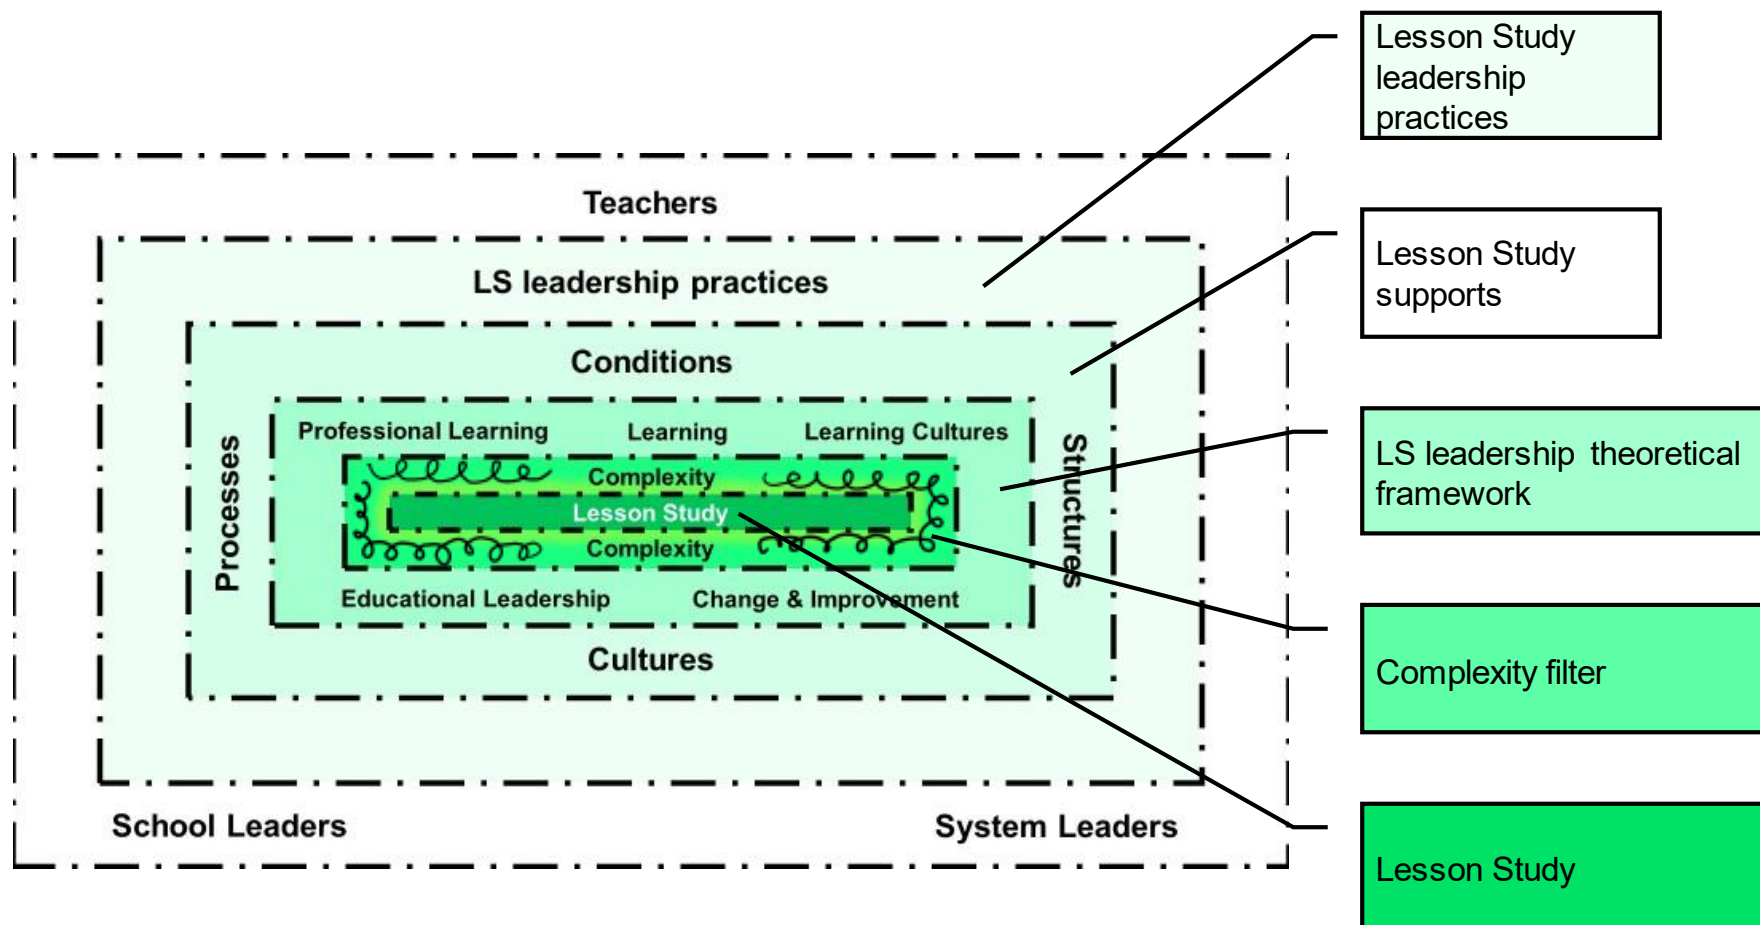 Lesson Study
leadership
practices
Teachers
Lesson Study
supports
LS leadership practices
Conditions
Processes
Structures
Professional Learning
Learning
Learning Cultures
LS leadership theoretical
framework
Complexity
Lesson Study
Complexity
Educational Leadership
Change & Improvement
Cultures
Complexity filter
School Leaders
System Leaders
Lesson Study